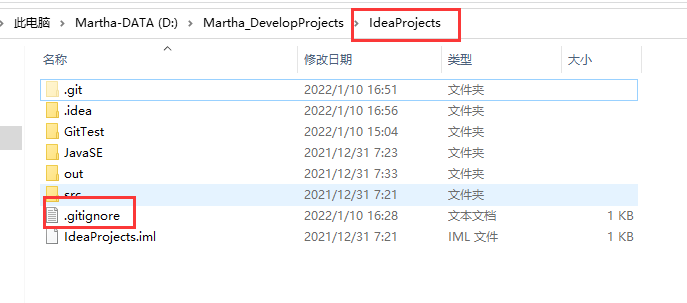 此电脑 > Martha-DATA (D:) > Martha_DevelopProjects > IdeaProjects
名称 修改日期 类型 大小
.git 2022/1/10 16:51 文件夹
.idea 2022/1/10 16:56 文件夹
GitTest 2022/1/10 15:04 文件夹
JavaSE 2021/12/31 7:23 文件夹
out 2021/12/31 7:33 文件夹
src 2021/12/31 7:21 文件夹
.gitignore 2022/1/10 16:28 文本文档 1 KB
IdeaProjects.iml 2021/12/31 7:21 IML 文件 1 KB